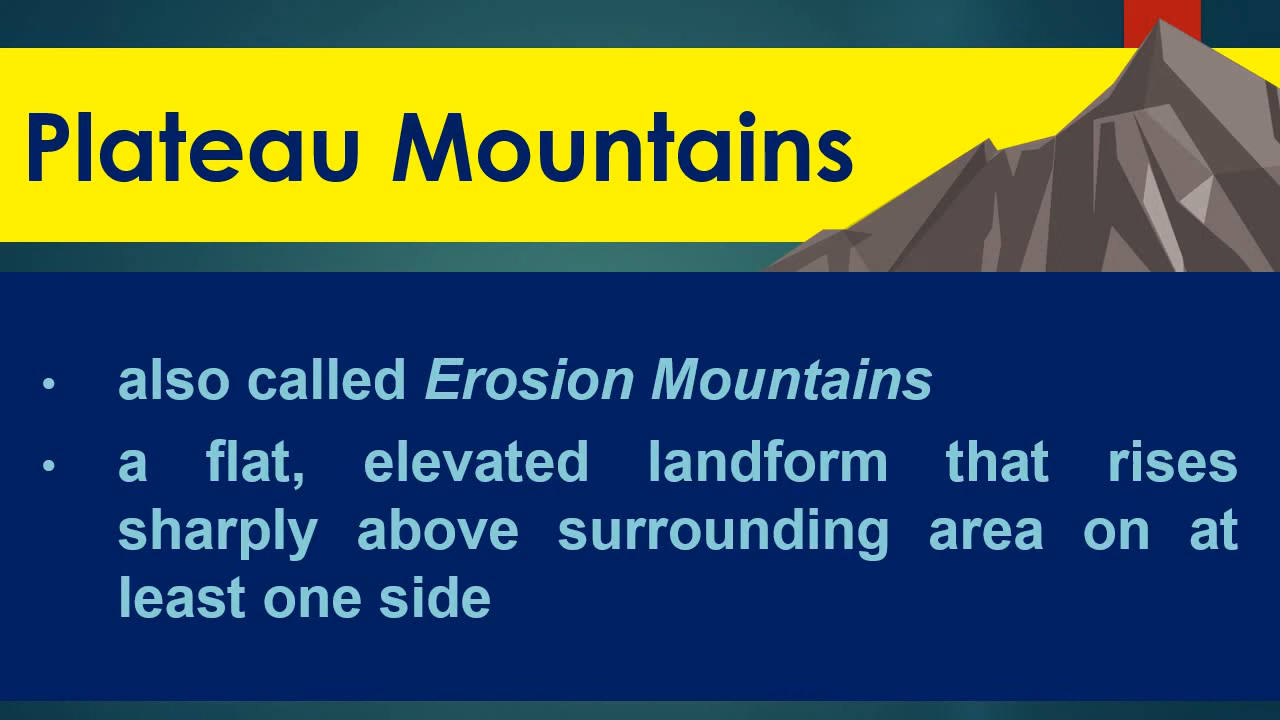 Plateau Mountains
• also called Erosion Mountains
• a flat, elevated landform that rises
sharply above surrounding area on at
least one side